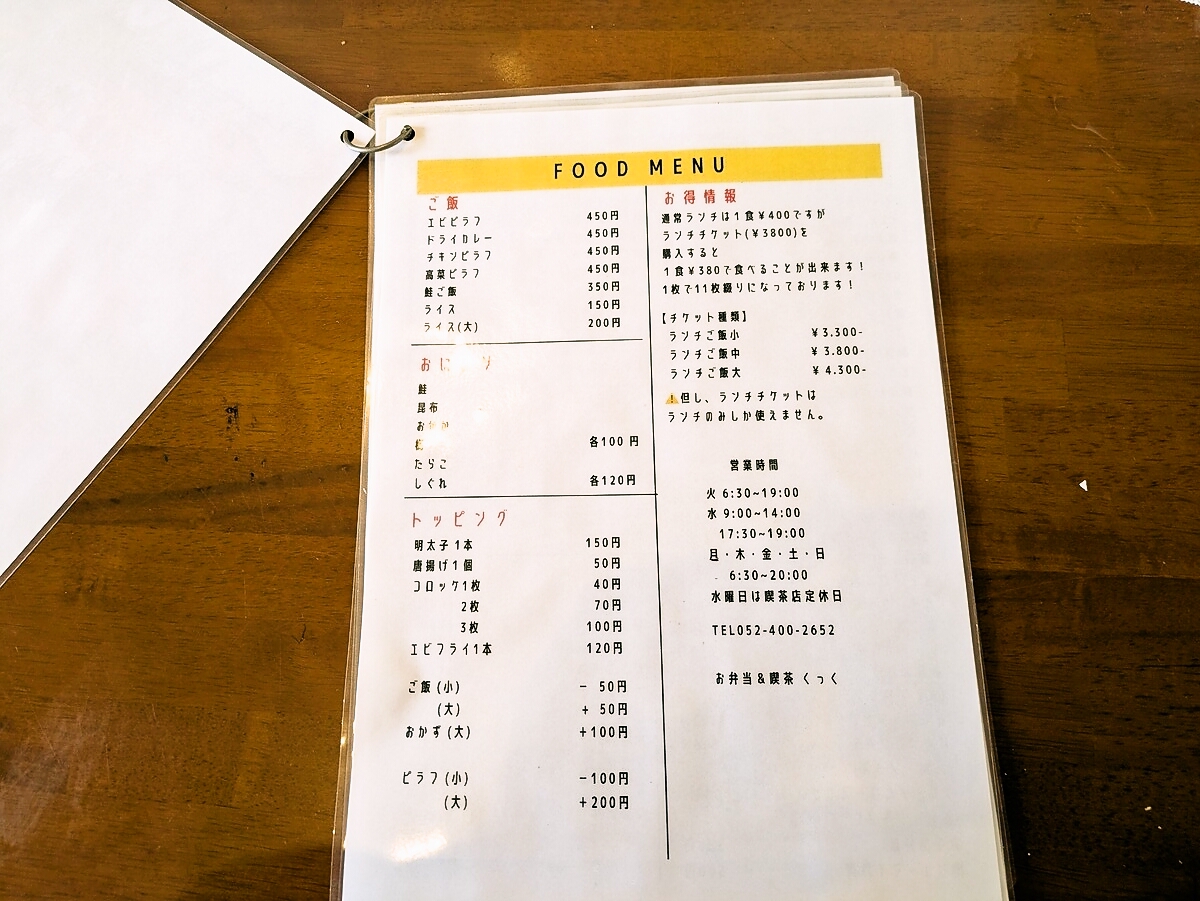 FOOD MENU
ご飯
エビピラフ 450円
ドライカレー 450円
チキンピラフ 450円
高菜ピラフ 450円
鮭ご飯 350円
ライス 150円
ライス(大) 200円
鮭
昆布
各100円
たらこ
しぐれ 各120円
トッピング
明太子1本 150円
唐揚げ1個 50円
コロッケ1枚 40円
2枚 70円
3枚 100円
エビフライ1本 120円
ご飯(小) − 50円
(大) + 50円
おかず(大) +100円
ピラフ(小) −100円
(大) +200円
お得情報
通常ランチは1食¥400ですが
ランチチケット(¥3800)を
購入すると
1食¥380で食べることが出来ます!
1枚で11枚綴りになっております!
【チケット種類】
ランチご飯小 ¥3.300-
ランチご飯中 ¥3.800-
ランチご飯大 ¥4.300-
⚠但し、ランチチケットは
ランチのみしか使えません。
営業時間
火 6:30~19:00
水 9:00~14:00
17:30~19:00
月・木・金・土・日
6:30~20:00
水曜日は喫茶店定休日
TEL052-400-2652
お弁当&喫茶 くっく